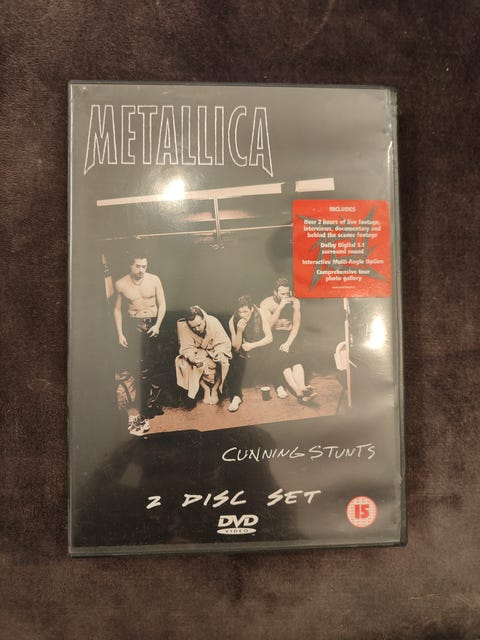 METALLICA
INCLUDES
Over 2 hours of live footage,
interviews, documentary and
behind the scenes footage
Dolby Digital 5.1
surround sound
Interactive Multi-Angle Option
Comprehensive tour
photo gallery
CUNNING STUNTS
2 DISC SET
DVD
VIDEO
15